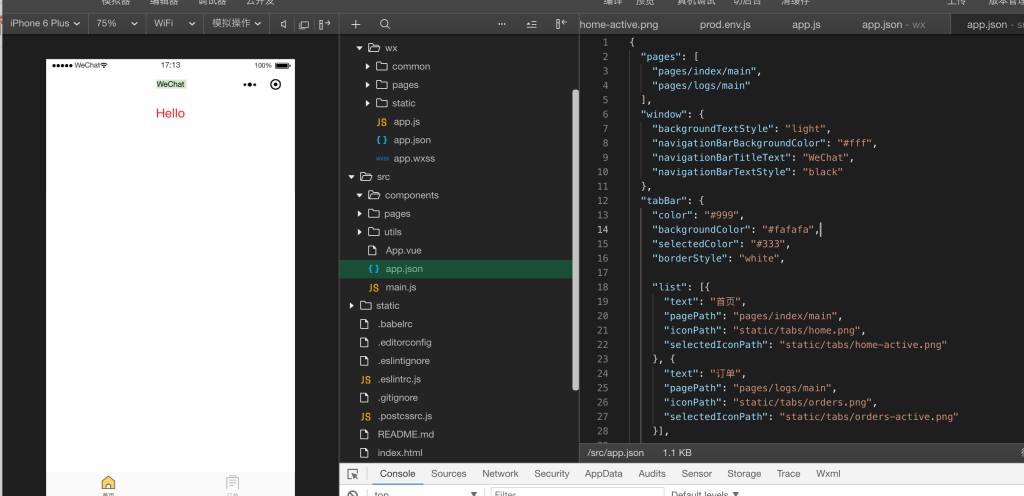 模拟器 编辑器 调试器 云开发 编译 预览 真机调试 切后台 清缓存 上传 版本管理
iPhone 6 Plus 75% WiFi 模拟操作
home-active.png prod.env.js app.js app.json - wx app.json - sr
WeChat 17:13 100%
WeChat
Hello
首页 订单
wx
common
pages
static
JS app.js
{ } app.json
wxss app.wxss
src
components
pages
utils
App.vue
{ } app.json
JS main.js
static
.babelrc
.editorconfig
.eslintignore
JS .eslintrc.js
.gitignore
JS .postcssrc.js
README.md
index.html
1 {
2 "pages": [
3 "pages/index/main",
4 "pages/logs/main"
5 ],
6 "window": {
7 "backgroundTextStyle": "light",
8 "navigationBarBackgroundColor": "#fff",
9 "navigationBarTitleText": "WeChat",
10 "navigationBarTextStyle": "black"
11 },
12 "tabBar": {
13 "color": "#999",
14 "backgroundColor": "#fafafa",
15 "selectedColor": "#333",
16 "borderStyle": "white",
17
18 "list": [{
19 "text": "首页",
20 "pagePath": "pages/index/main",
21 "iconPath": "static/tabs/home.png",
22 "selectedIconPath": "static/tabs/home-active.png"
23 }, {
24 "text": "订单",
25 "pagePath": "pages/logs/main",
26 "iconPath": "static/tabs/orders.png",
27 "selectedIconPath": "static/tabs/orders-active.png"
28 }],
/src/app.json 1.1 KB
Console Sources Network Security AppData Audits Sensor Storage Trace Wxml
top Filter Default levels